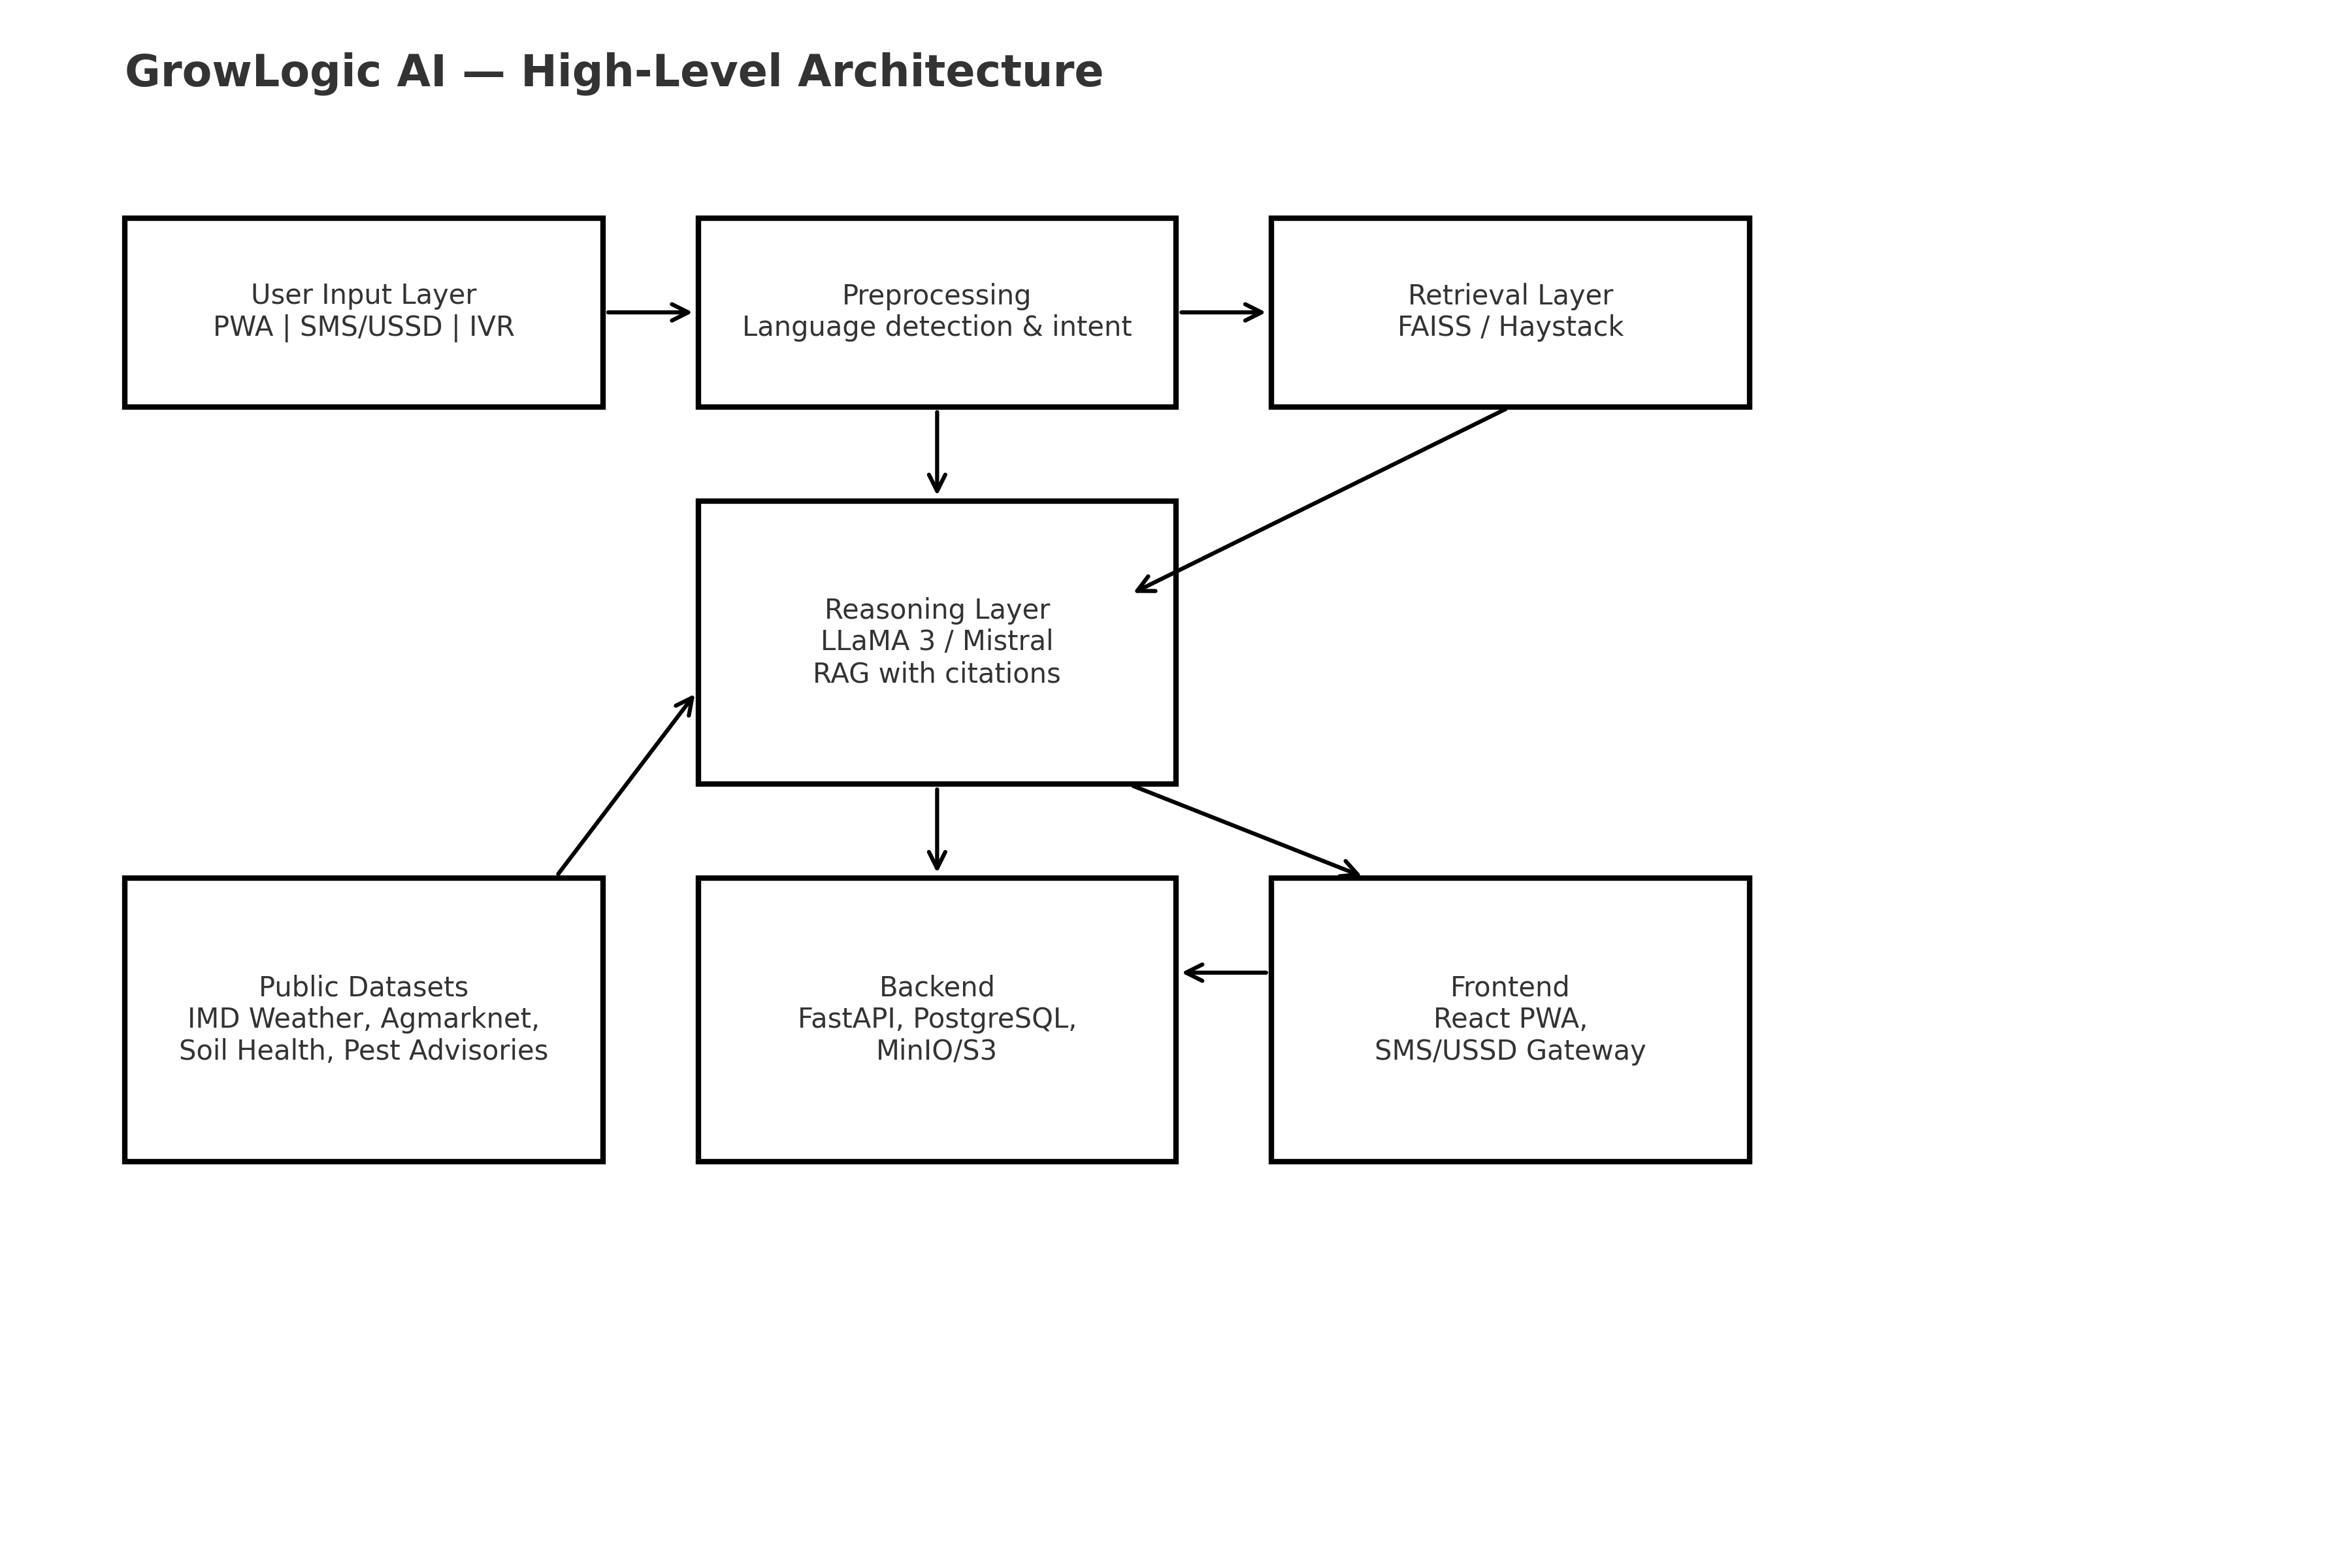 GrowLogic AI — High-Level Architecture
User Input Layer
PWA | SMS/USSD | IVR
Preprocessing
Language detection & intent
Retrieval Layer
FAISS / Haystack
Reasoning Layer
LLaMA 3 / Mistral
RAG with citations
Public Datasets
IMD Weather, Agmarknet,
Soil Health, Pest Advisories
Backend
FastAPI, PostgreSQL,
MinIO/S3
Frontend
React PWA,
SMS/USSD Gateway